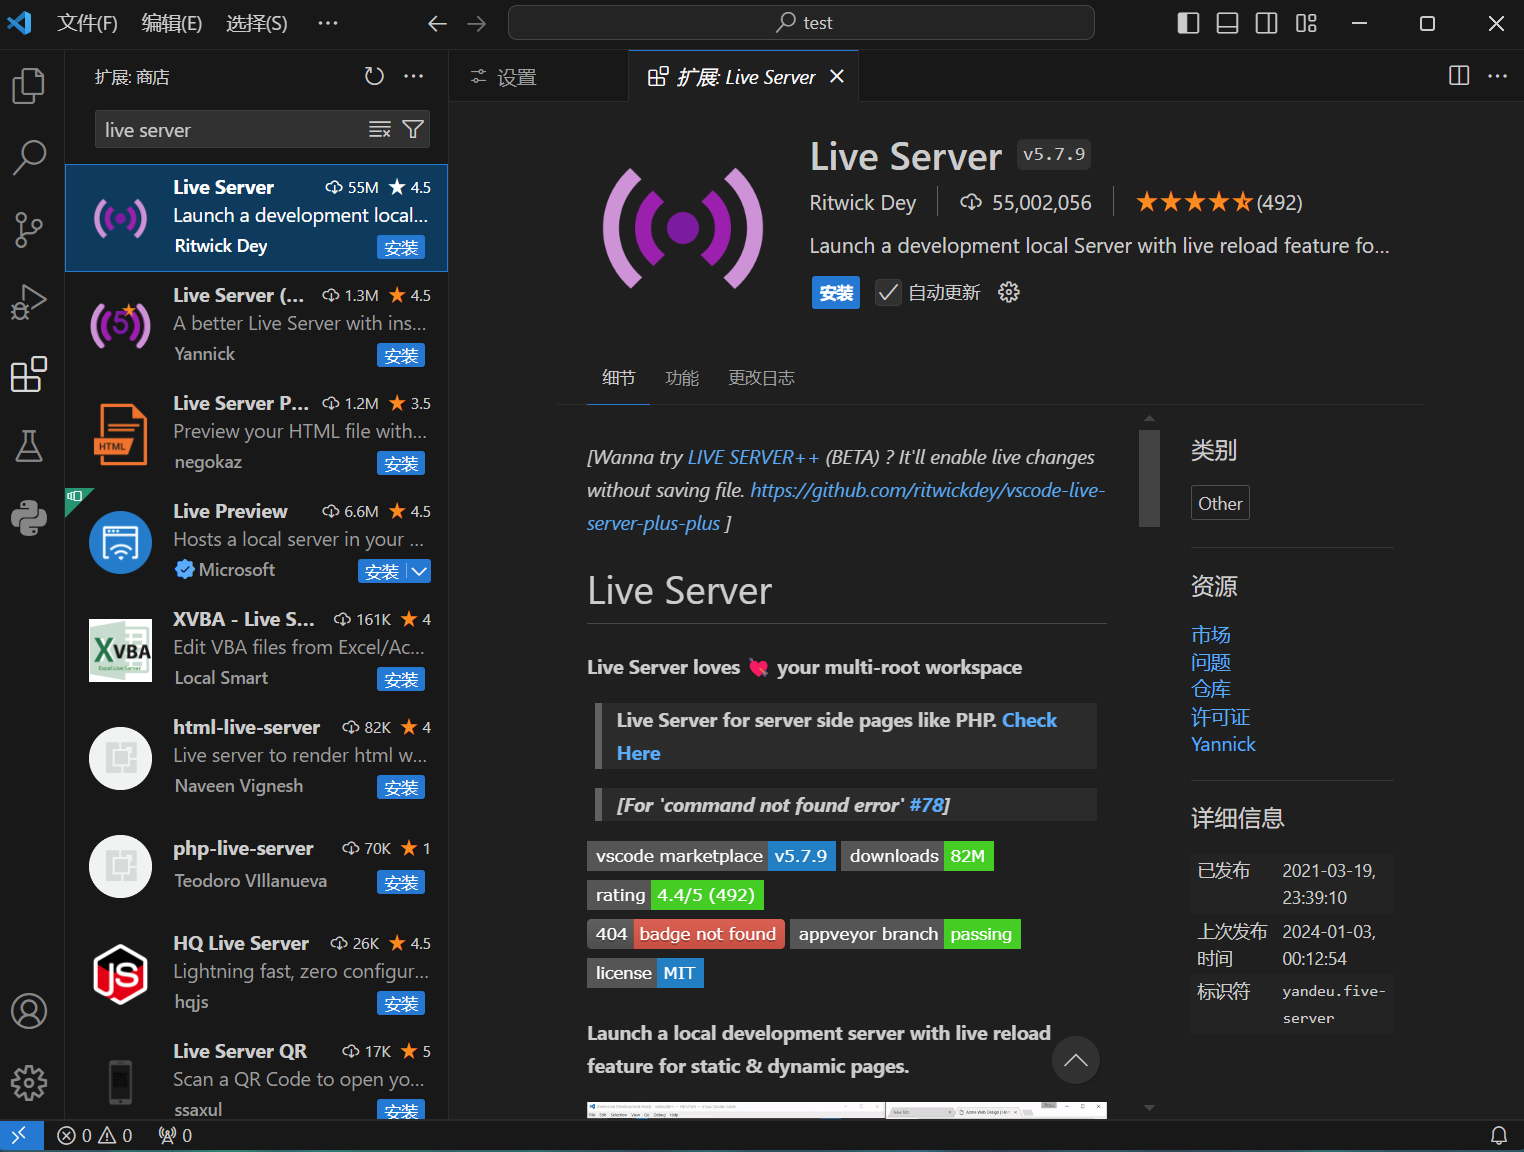 文件(F) 编辑(E) 选择(S) ··· test
扩展: 商店
设置
扩展: Live Server
live server
Live Server 55M 4.5
Launch a development local...
Ritwick Dey 安装
Live Server (... 1.3M 4.5
A better Live Server with ins...
Yannick 安装
Live Server P... 1.2M 3.5
Preview your HTML file with...
negokaz 安装
Live Preview 6.6M 4.5
Hosts a local server in your ...
Microsoft 安装
XVBA - Live S... 161K 4
Edit VBA files from Excel/Ac...
Local Smart 安装
html-live-server 82K 4
Live server to render html w...
Naveen Vignesh 安装
php-live-server 70K 1
Teodoro VIllanueva 安装
HQ Live Server 26K 4.5
Lightning fast, zero configur...
hqjs 安装
Live Server QR 17K 5
Scan a QR Code to open yo...
ssaxul 安装
5
HTML
XVBA
Excel Live Server
JS
Live Server v5.7.9
Ritwick Dey 55,002,056 (492)
Launch a development local Server with live reload feature fo...
安装 自动更新
细节 功能 更改日志
[Wanna try LIVE SERVER++ (BETA) ? It'll enable live changes
without saving file. https://github.com/ritwickdey/vscode-live-
server-plus-plus ]
Live Server
Live Server loves 💘 your multi-root workspace
Live Server for server side pages like PHP. Check
Here
[For 'command not found error' #78]
vscode marketplace v5.7.9 downloads 82M
rating 4.4/5 (492)
404 badge not found appveyor branch passing
license MIT
Launch a local development server with live reload
feature for static & dynamic pages.
类别
Other
资源
市场
问题
仓库
许可证
Yannick
详细信息
已发布 2021-03-19,
23:39:10
上次发布 2024-01-03,
时间 00:12:54
标识符 yandeu.five-
server
0 0 0